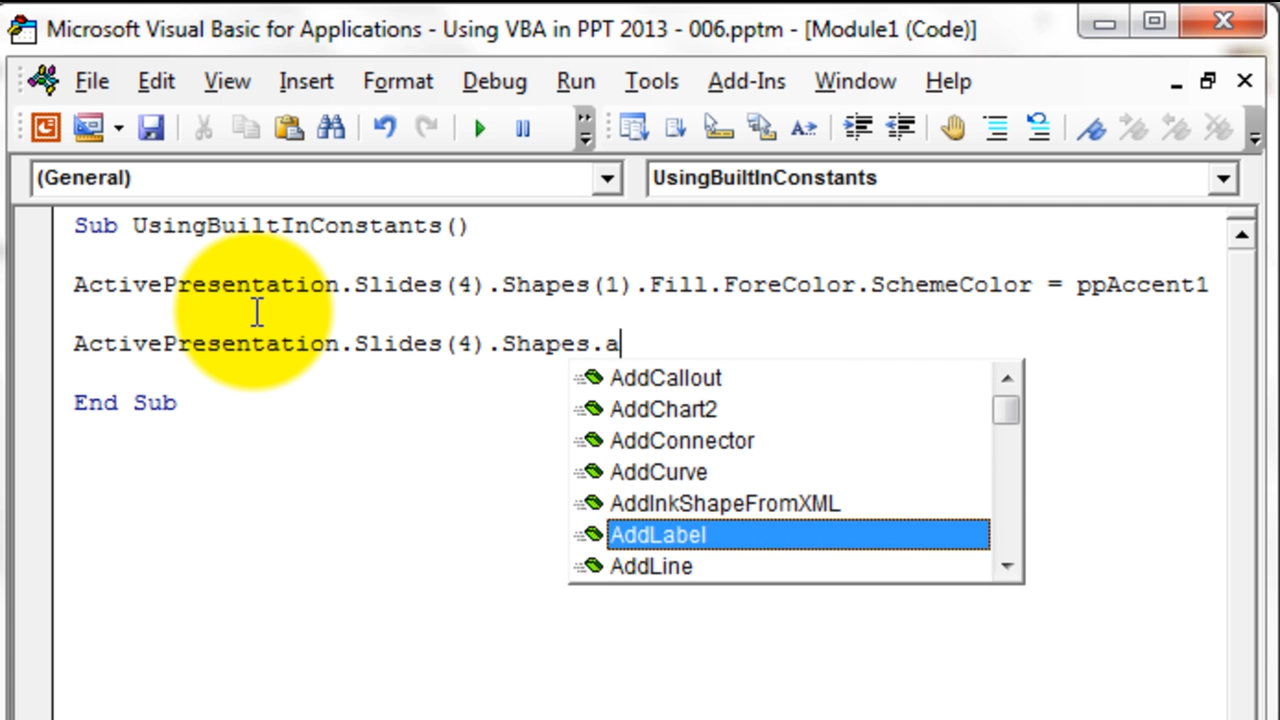 Microsoft Visual Basic for Applications - Using VBA in PPT 2013 - 006.pptm - [Module1 (Code)]
File Edit View Insert Format Debug Run Tools Add-Ins Window Help
(General) UsingBuiltInConstants
Sub UsingBuiltInConstants()
ActivePresentation.Slides(4).Shapes(1).Fill.ForeColor.SchemeColor = ppAccent1
ActivePresentation.Slides(4).Shapes.a
AddCallout
AddChart2
End Sub
AddConnector
AddCurve
AddInkShapeFromXML
AddLabel
AddLine